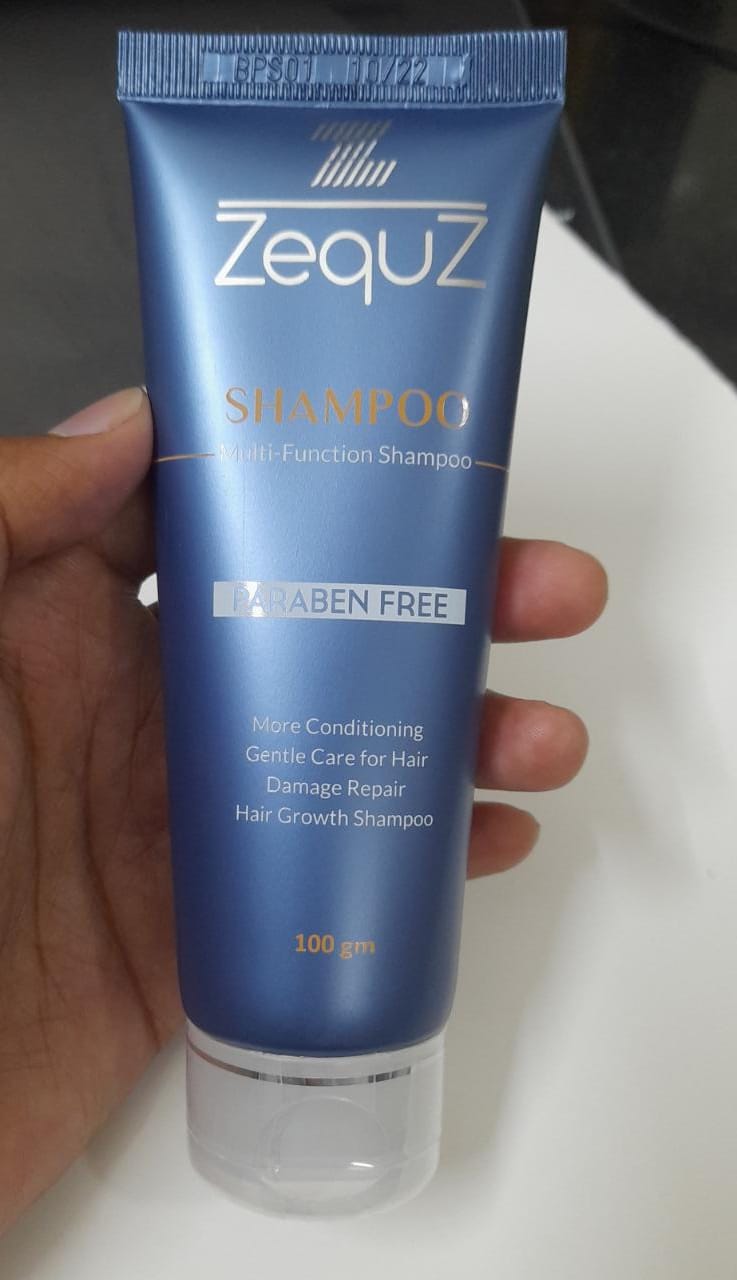 BPS01 10/22
ZequZ
SHAMPOO
Multi-Function Shampoo
PARABEN FREE
More Conditioning
Gentle Care for Hair
Damage Repair
Hair Growth Shampoo
100 gm